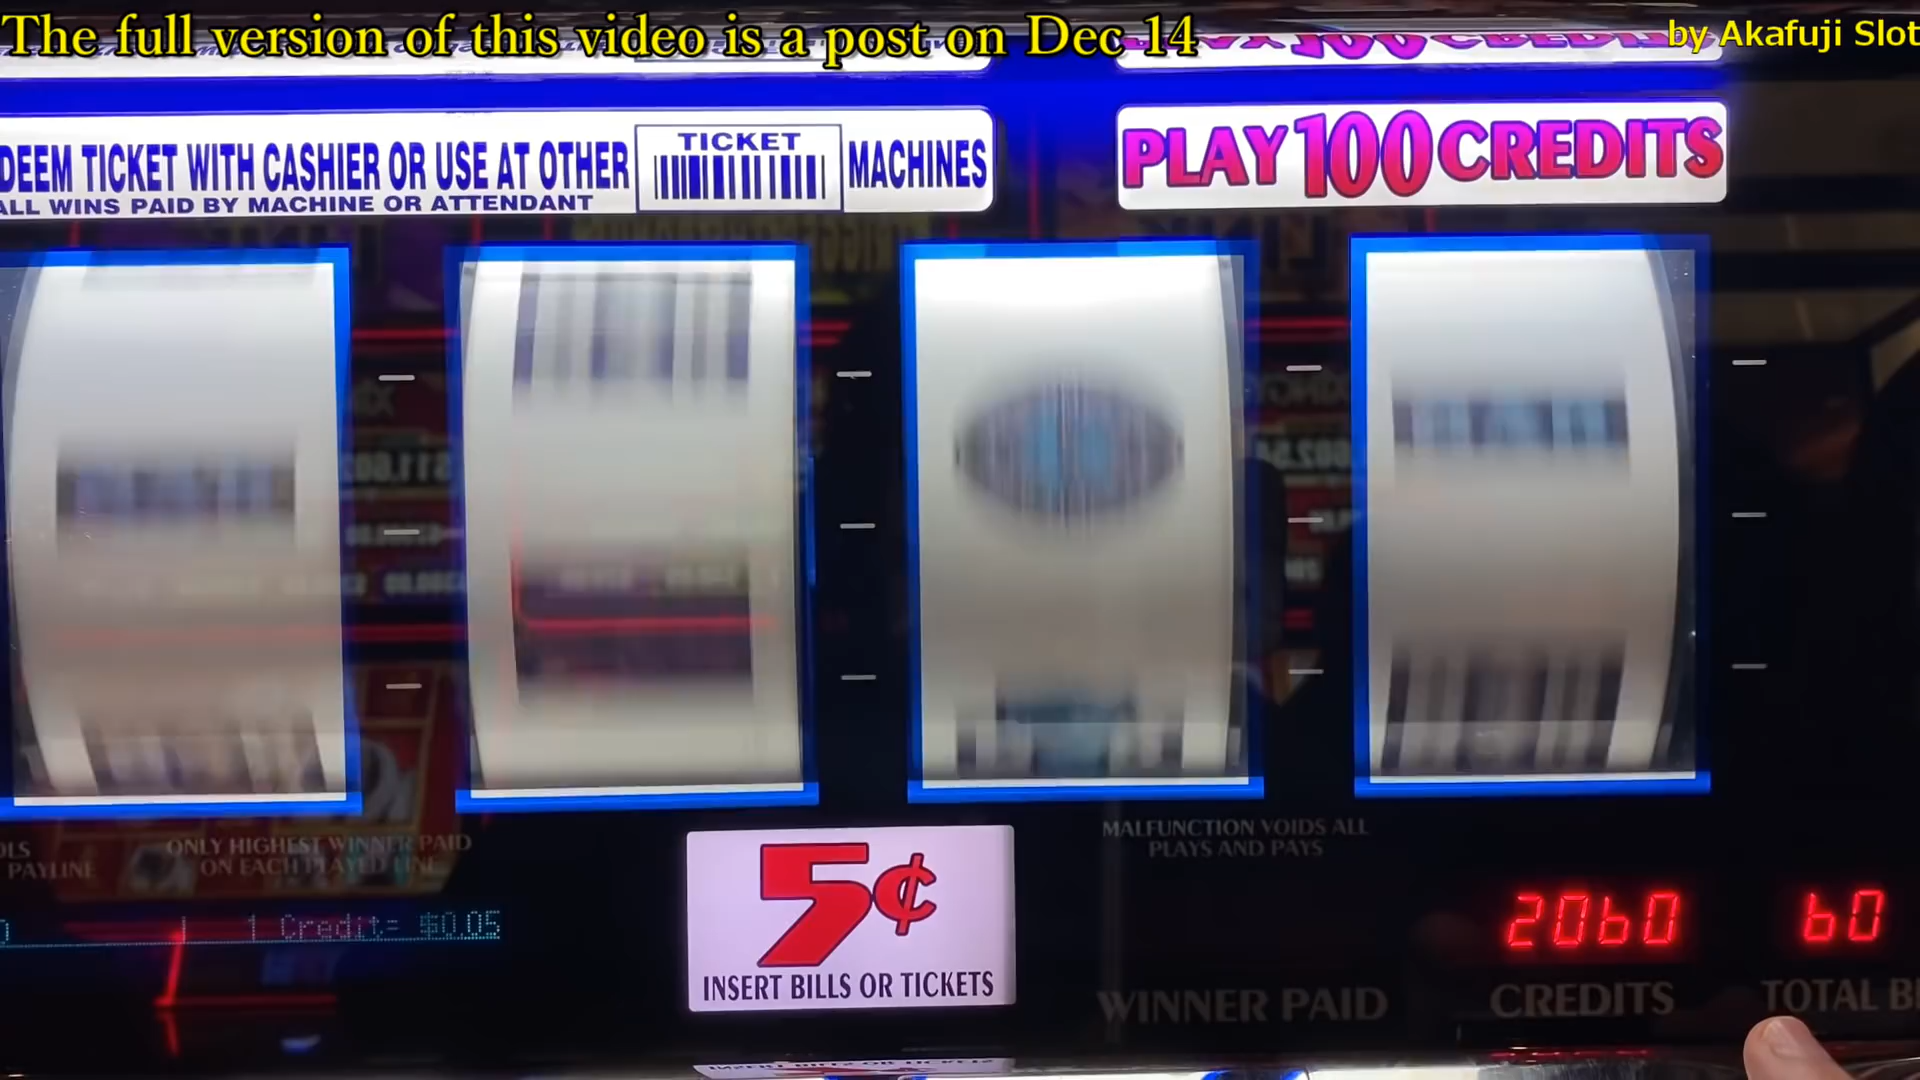 The full version of this video is a post on Dec 14
by Akafuji Slot
DEEM TICKET WITH CASHIER OR USE AT OTHER
TICKET
MACHINES
ALL WINS PAID BY MACHINE OR ATTENDANT
PLAY 100 CREDITS
OLS
PAYLINE
ONLY HIGHEST WINNER PAID
ON EACH PLAYED LINE
MALFUNCTION VOIDS ALL
PLAYS AND PAYS
1 Credit= $0.05
5¢
INSERT BILLS OR TICKETS
2060
60
WINNER PAID
CREDITS
TOTAL B